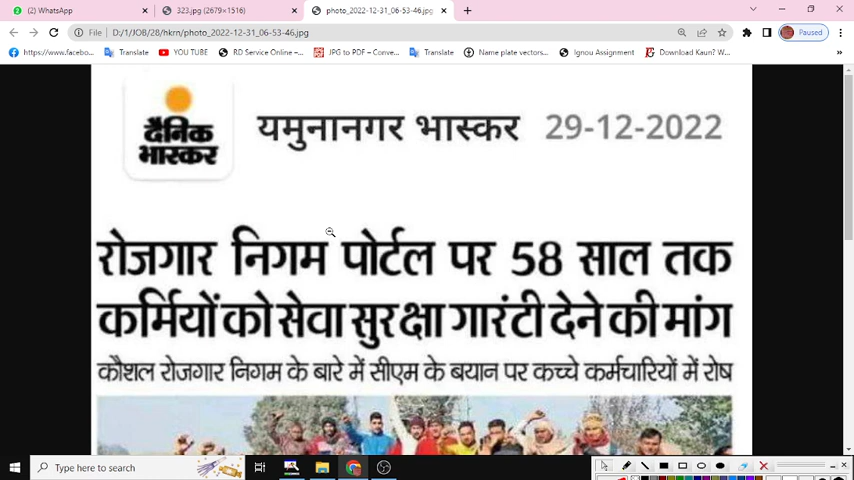 (2) WhatsApp
323.jpg (2679×1516)
photo_2022-12-31_06-53-46.jpg
File
D:/1/JOB/28/hkrn/photo_2022-12-31_06-53-46.jpg
Paused
https://www.facebo...
Translate
YOU TUBE
RD Service Online –...
JPG to PDF – Conve...
Translate
Name plate vectors...
Ignou Assignment
Download Kaun? W...
»
दैनिक
भास्कर
यमुनानगर भास्कर
29-12-2022
रोजगार निगम पोर्टल पर 58 साल तक
कर्मियों को सेवा सुरक्षा गारंटी देने की मांग
कौशल रोजगार निगम के बारे में सीएम के बयान पर कच्चे कर्मचारियों में रोष
Type here to search